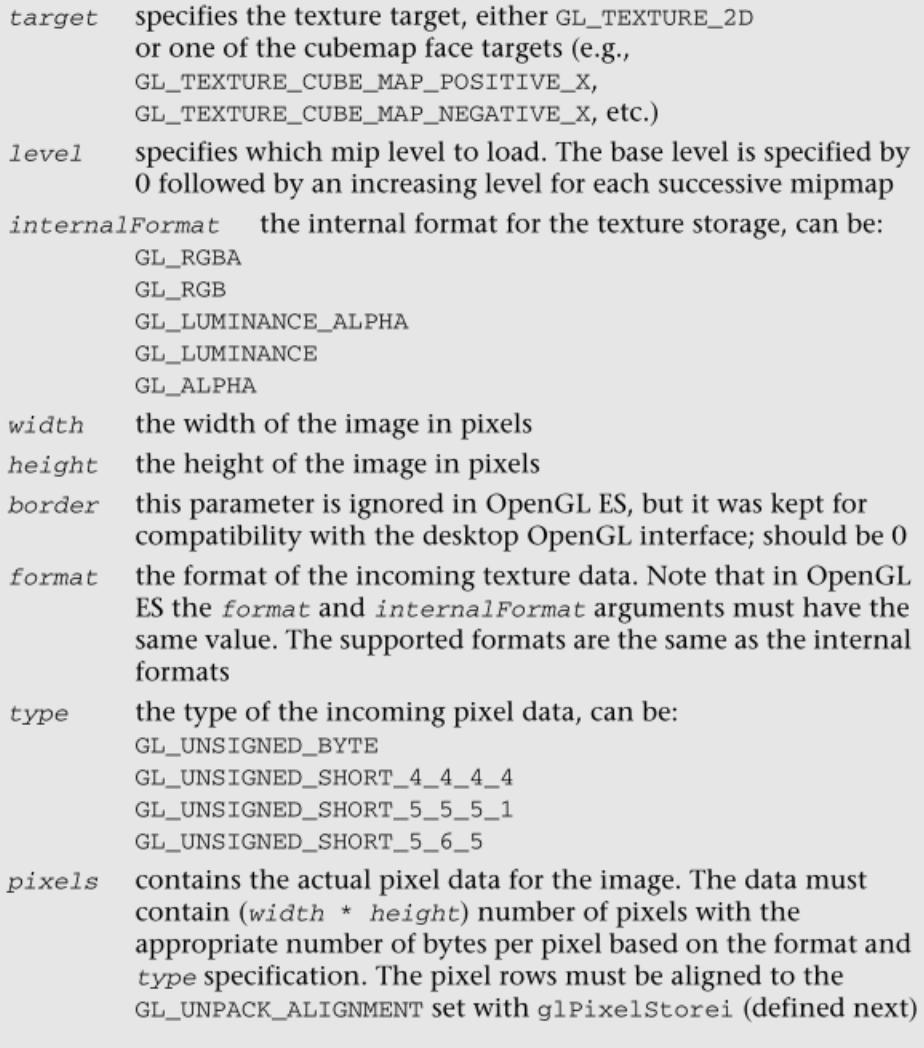 target specifies the texture target, either GL_TEXTURE_2D
or one of the cubemap face targets (e.g.,
GL_TEXTURE_CUBE_MAP_POSITIVE_X,
GL_TEXTURE_CUBE_MAP_NEGATIVE_X, etc.)
level specifies which mip level to load. The base level is specified by
0 followed by an increasing level for each successive mipmap
internalFormat the internal format for the texture storage, can be:
GL_RGBA
GL_RGB
GL_LUMINANCE_ALPHA
GL_LUMINANCE
GL_ALPHA
width the width of the image in pixels
height the height of the image in pixels
border this parameter is ignored in OpenGL ES, but it was kept for
compatibility with the desktop OpenGL interface; should be 0
format the format of the incoming texture data. Note that in OpenGL
ES the format and internalFormat arguments must have the
same value. The supported formats are the same as the internal
formats
type the type of the incoming pixel data, can be:
GL_UNSIGNED_BYTE
GL_UNSIGNED_SHORT_4_4_4_4
GL_UNSIGNED_SHORT_5_5_5_1
GL_UNSIGNED_SHORT_5_6_5
pixels contains the actual pixel data for the image. The data must
contain (width * height) number of pixels with the
appropriate number of bytes per pixel based on the format and
type specification. The pixel rows must be aligned to the
GL_UNPACK_ALIGNMENT set with glPixelStorei (defined next)